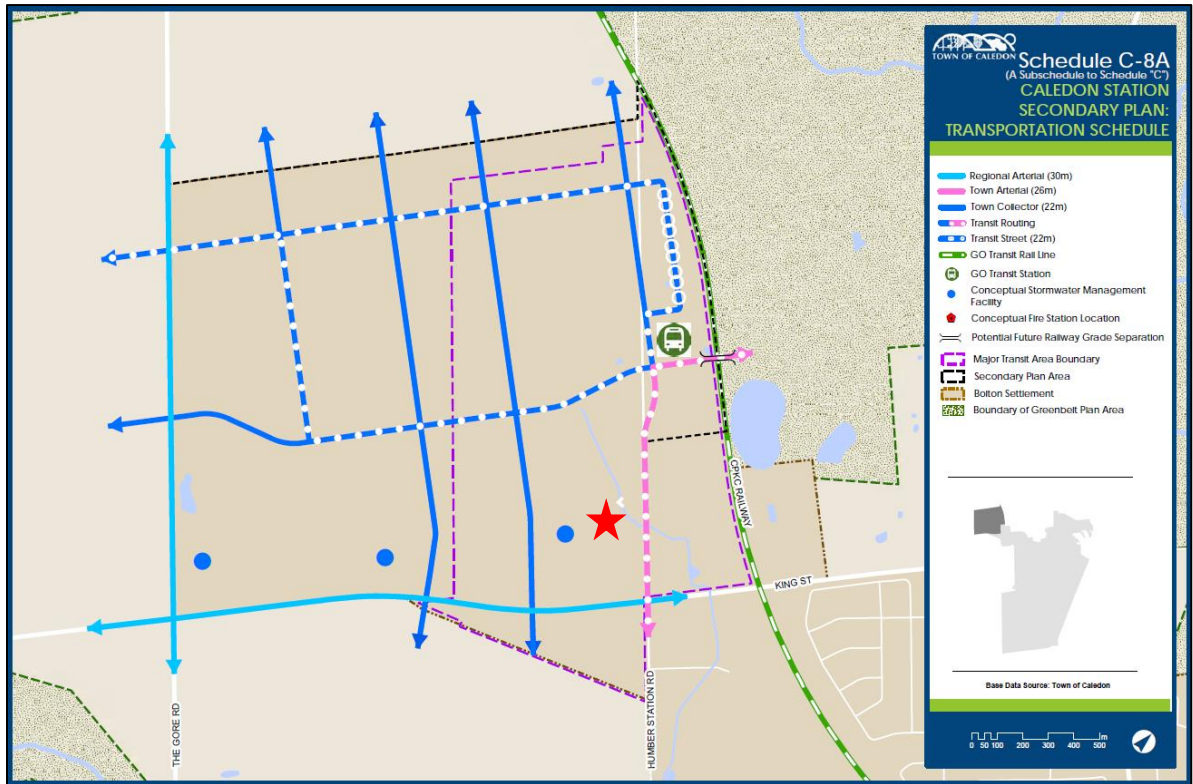 TOWN OF CALEDON
Schedule C-8A
(A Subschedule to Schedule "C")
CALEDON STATION
SECONDARY PLAN:
TRANSPORTATION SCHEDULE
Regional Arterial (30m)
Town Arterial (26m)
Town Collector (22m)
Transit Routing
Transit Street (22m)
GO Transit Rail Line
GO Transit Station
Conceptual Stormwater Management
Facility
Conceptual Fire Station Location
Potential Future Railway Grade Separation
Major Transit Area Boundary
Secondary Plan Area
Bolton Settlement
Boundary of Greenbelt Plan Area
CPKC RAILWAY
KING ST
THE GORE RD
HUMBER STATION RD
Base Data Source: Town of Caledon
m
0 50 100 200 300 400 500